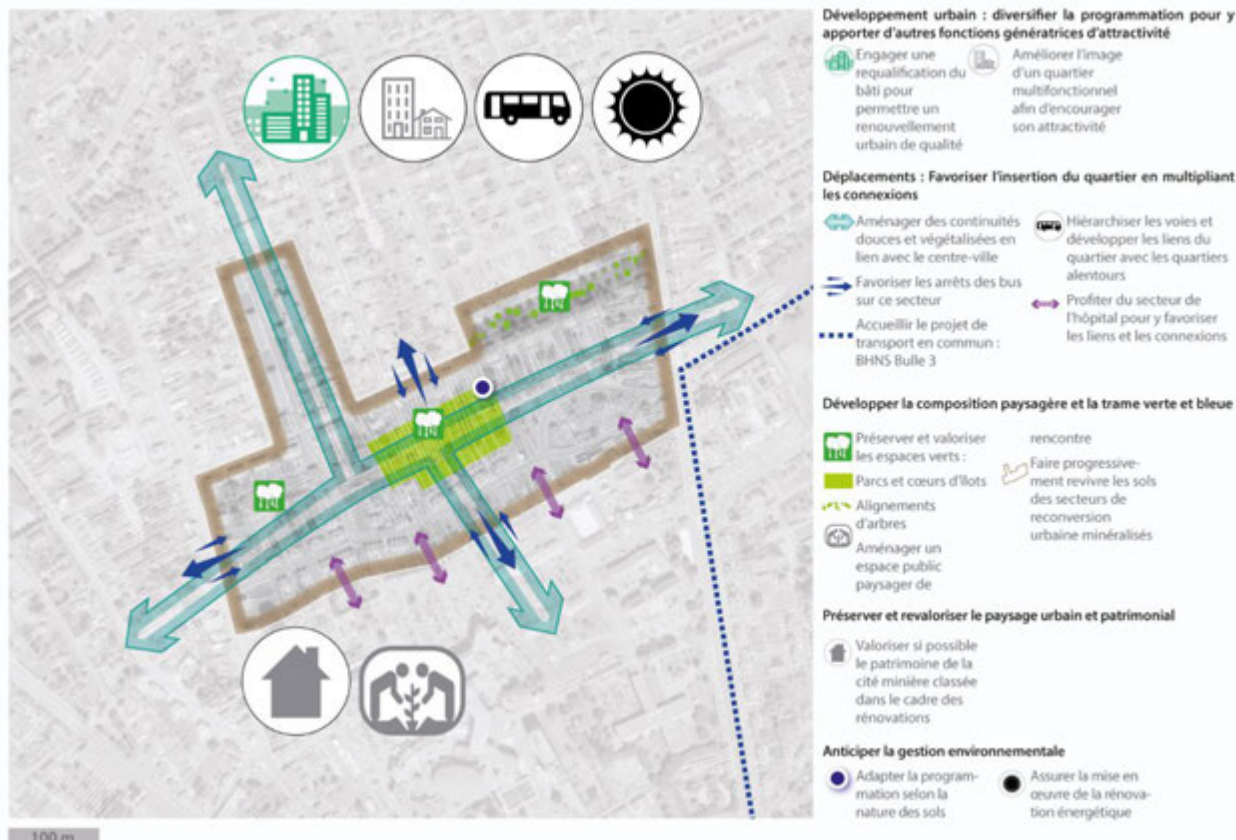 Développement urbain : diversifier la programmation pour y
apporter d'autres fonctions génératrices d'attractivité
Engager une
requalification du
bâti pour
permettre un
renouvellement
urbain de qualité
Améliorer l'image
d'un quartier
multifonctionnel
afin d'encourager
son attractivité
Déplacements : Favoriser l'insertion du quartier en multipliant
les connexions
Aménager des continuités
douces et végétalisées en
lien avec le centre-ville
Favoriser les arrêts des bus
sur ce secteur
Accueillir le projet de
transport en commun :
BHNS Bulle 3
Hiérarchiser les voies et
développer les liens du
quartier avec les quartiers
alentours
Profiter du secteur de
l'hôpital pour y favoriser
les liens et les connexions
Développer la composition paysagère et la trame verte et bleue
Préserver et valoriser
les espaces verts :
Parcs et cœurs d'îlots
Alignements
d'arbres
Aménager un
espace public
paysager de
rencontre
Faire progressive-
ment revivre les sols
des secteurs de
reconversion
urbaine minéralisés
Préserver et revaloriser le paysage urbain et patrimonial
Valoriser si possible
le patrimoine de la
cité minière classée
dans le cadre des
rénovations
Anticiper la gestion environnementale
Adapter la program-
mation selon la
nature des sols
Assurer la mise en
œuvre de la rénova-
tion énergétique
100 m